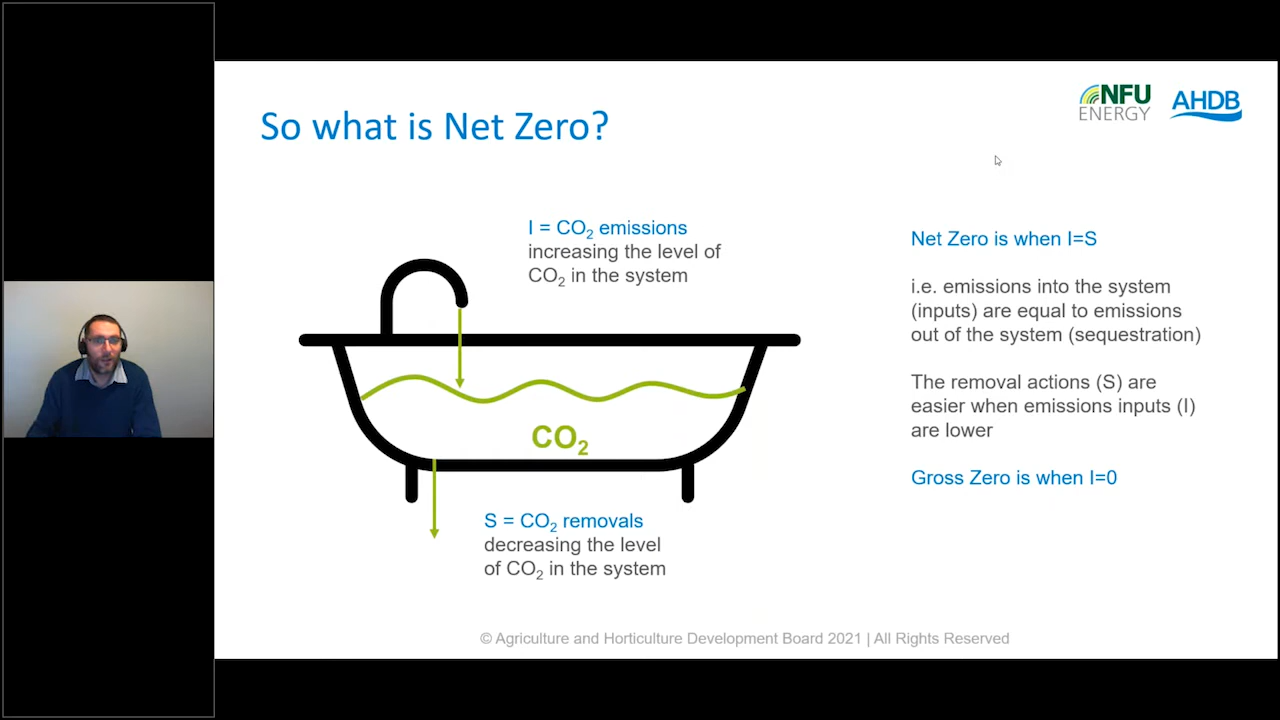 So what is Net Zero?
NFU
ENERGY
AHDB
I = CO₂ emissions
increasing the level of
CO₂ in the system
CO₂
S = CO₂ removals
decreasing the level
of CO₂ in the system
Net Zero is when I=S
i.e. emissions into the system
(inputs) are equal to emissions
out of the system (sequestration)
The removal actions (S) are
easier when emissions inputs (I)
are lower
Gross Zero is when I=0
© Agriculture and Horticulture Development Board 2021 | All Rights Reserved